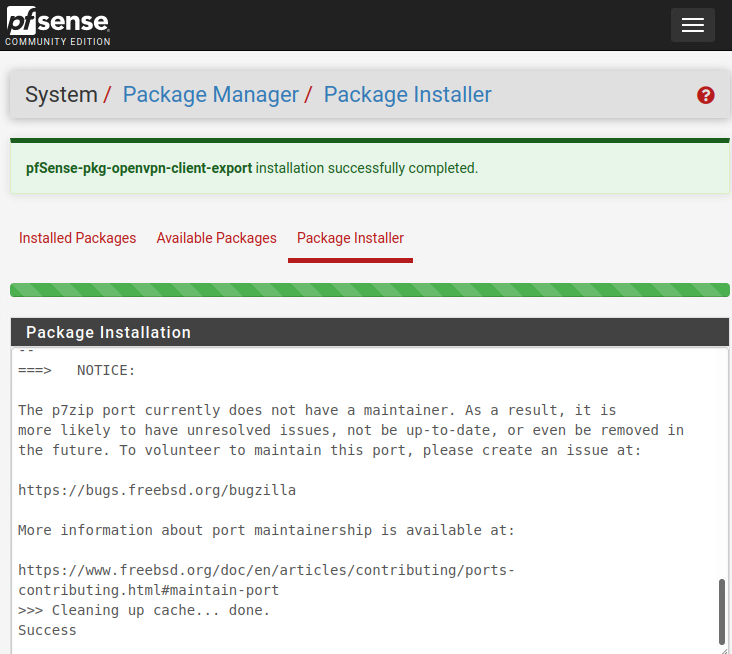 pfsense
COMMUNITY EDITION
System / Package Manager / Package Installer
pfSense-pkg-openvpn-client-export installation successfully completed.
Installed Packages Available Packages Package Installer
Package Installation
--
===>   NOTICE:
The p7zip port currently does not have a maintainer. As a result, it is
more likely to have unresolved issues, not be up-to-date, or even be removed in
the future. To volunteer to maintain this port, please create an issue at:
https://bugs.freebsd.org/bugzilla
More information about port maintainership is available at:
https://www.freebsd.org/doc/en/articles/contributing/ports-
contributing.html#maintain-port
>>> Cleaning up cache... done.
Success